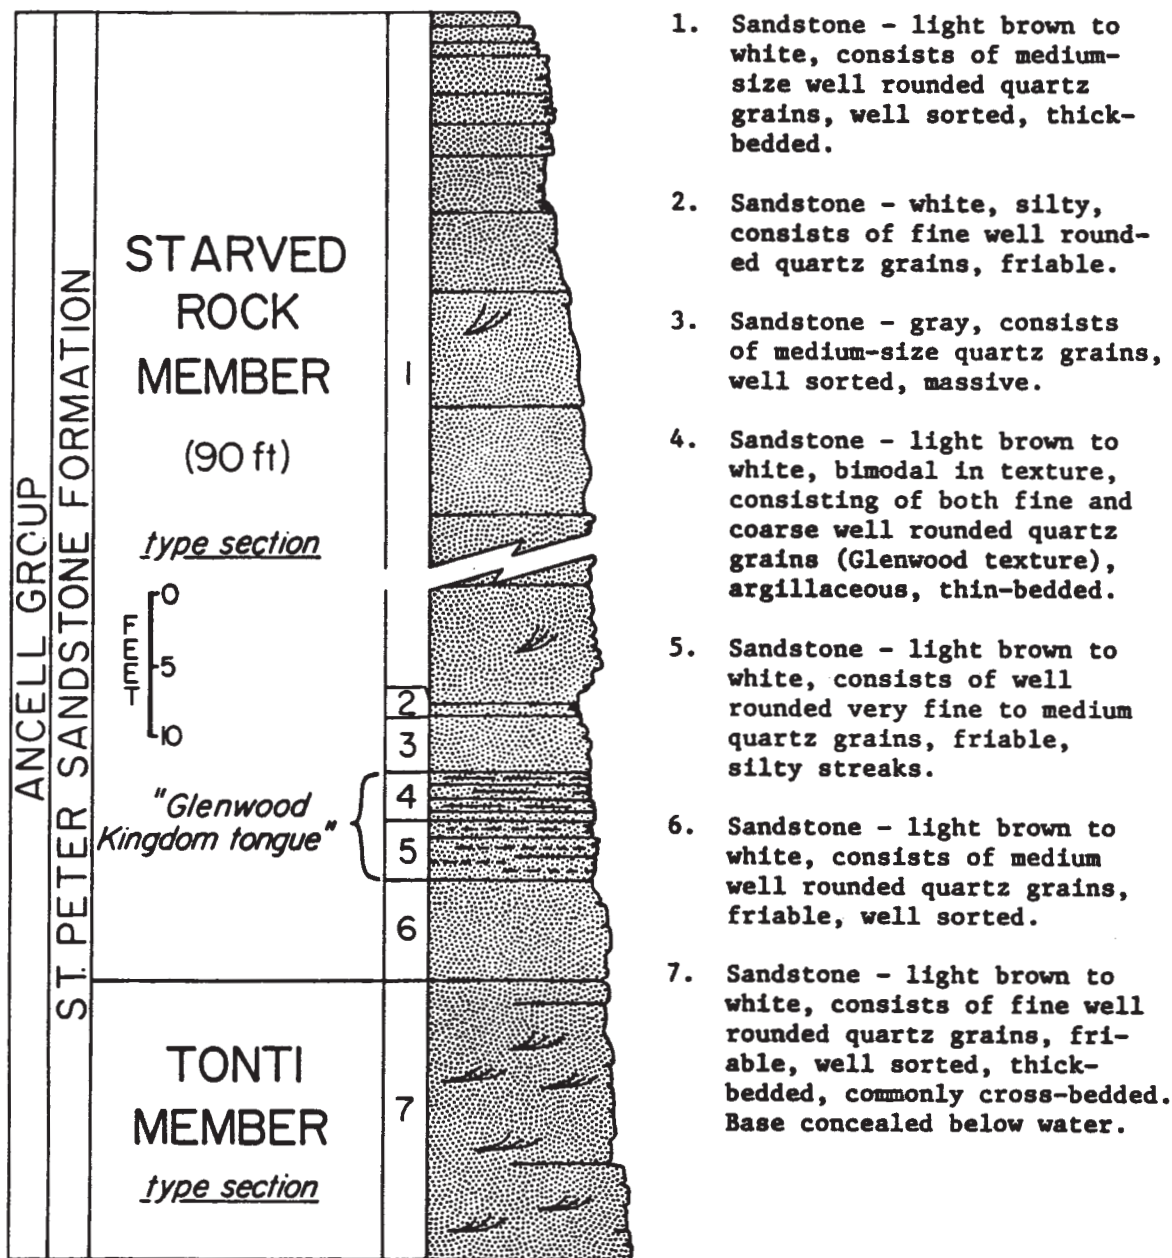 ANCELL GROUP
ST. PETER SANDSTONE FORMATION
STARVED
ROCK
MEMBER
(90 ft)
type section
FEET
0
5
10
"Glenwood
Kingdom tongue"
TONTI
MEMBER
type section
1
2
3
4
5
6
7
1. Sandstone - light brown to
white, consists of medium-
size well rounded quartz
grains, well sorted, thick-
bedded.
2. Sandstone - white, silty,
consists of fine well round-
ed quartz grains, friable.
3. Sandstone - gray, consists
of medium-size quartz grains,
well sorted, massive.
4. Sandstone - light brown to
white, bimodal in texture,
consisting of both fine and
coarse well rounded quartz
grains (Glenwood texture),
argillaceous, thin-bedded.
5. Sandstone - light brown to
white, consists of well
rounded very fine to medium
quartz grains, friable,
silty streaks.
6. Sandstone - light brown to
white, consists of medium
well rounded quartz grains,
friable, well sorted.
7. Sandstone - light brown to
white, consists of fine well
rounded quartz grains, fri-
able, well sorted, thick-
bedded, commonly cross-bedded.
Base concealed below water.